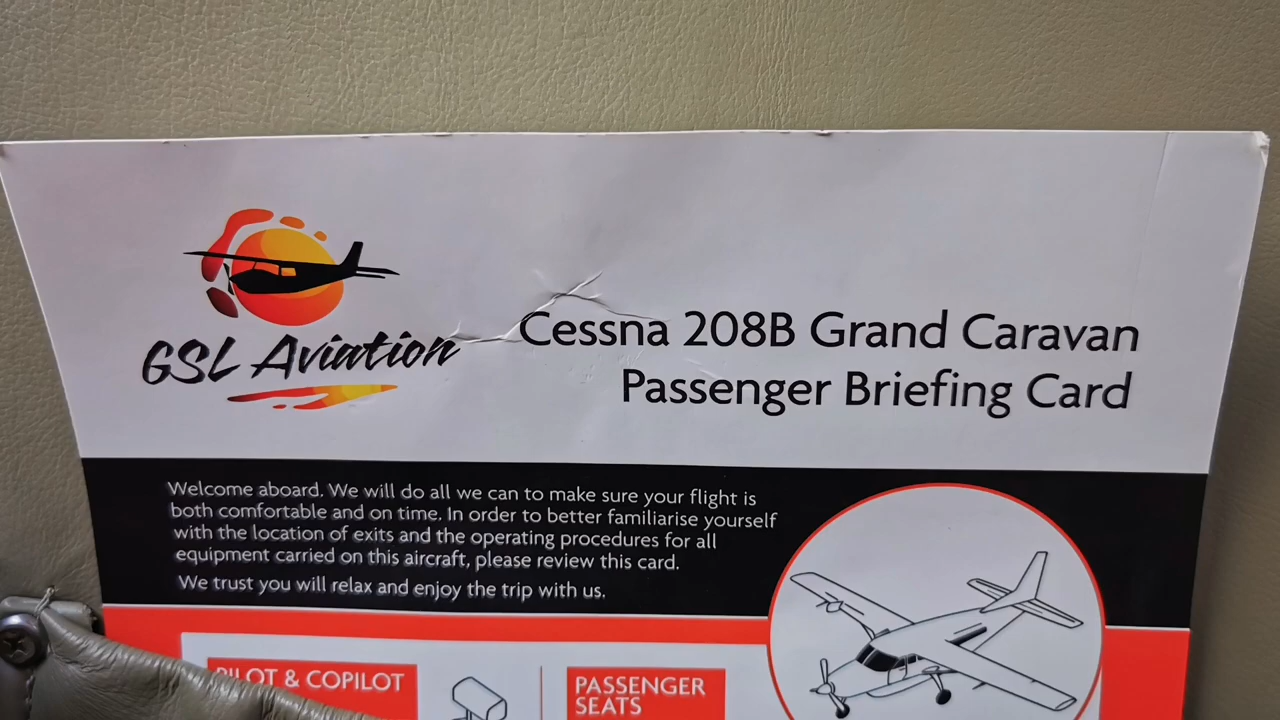 GSL Aviation
Cessna 208B Grand Caravan
Passenger Briefing Card
Welcome aboard. We will do all we can to make sure your flight is
both comfortable and on time. In order to better familiarise yourself
with the location of exits and the operating procedures for all
equipment carried on this aircraft, please review this card.
We trust you will relax and enjoy the trip with us.
PILOT & COPILOT
PASSENGER
SEATS